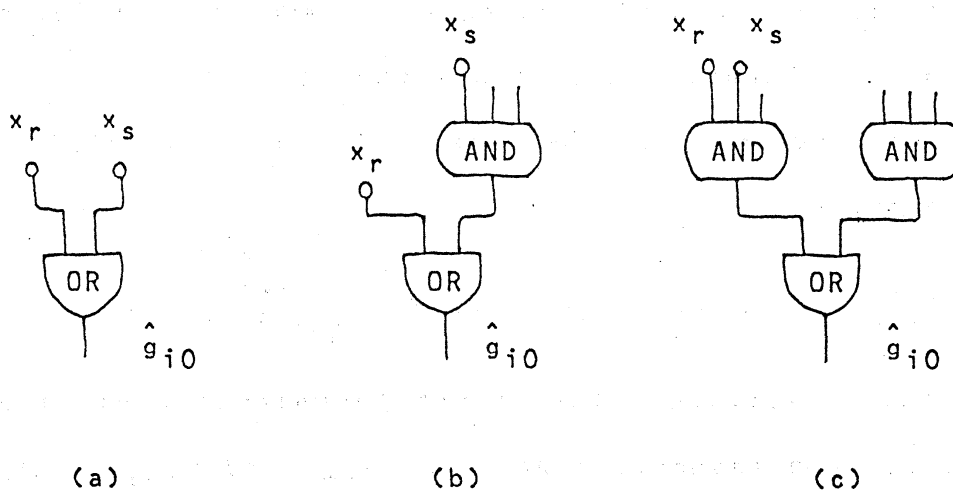 x_s
x_r x_s
x_r x_s
x_r
AND
AND
AND
OR
OR
OR
ĝ_i0
ĝ_i0
ĝ_i0
(a)
(b)
(c)